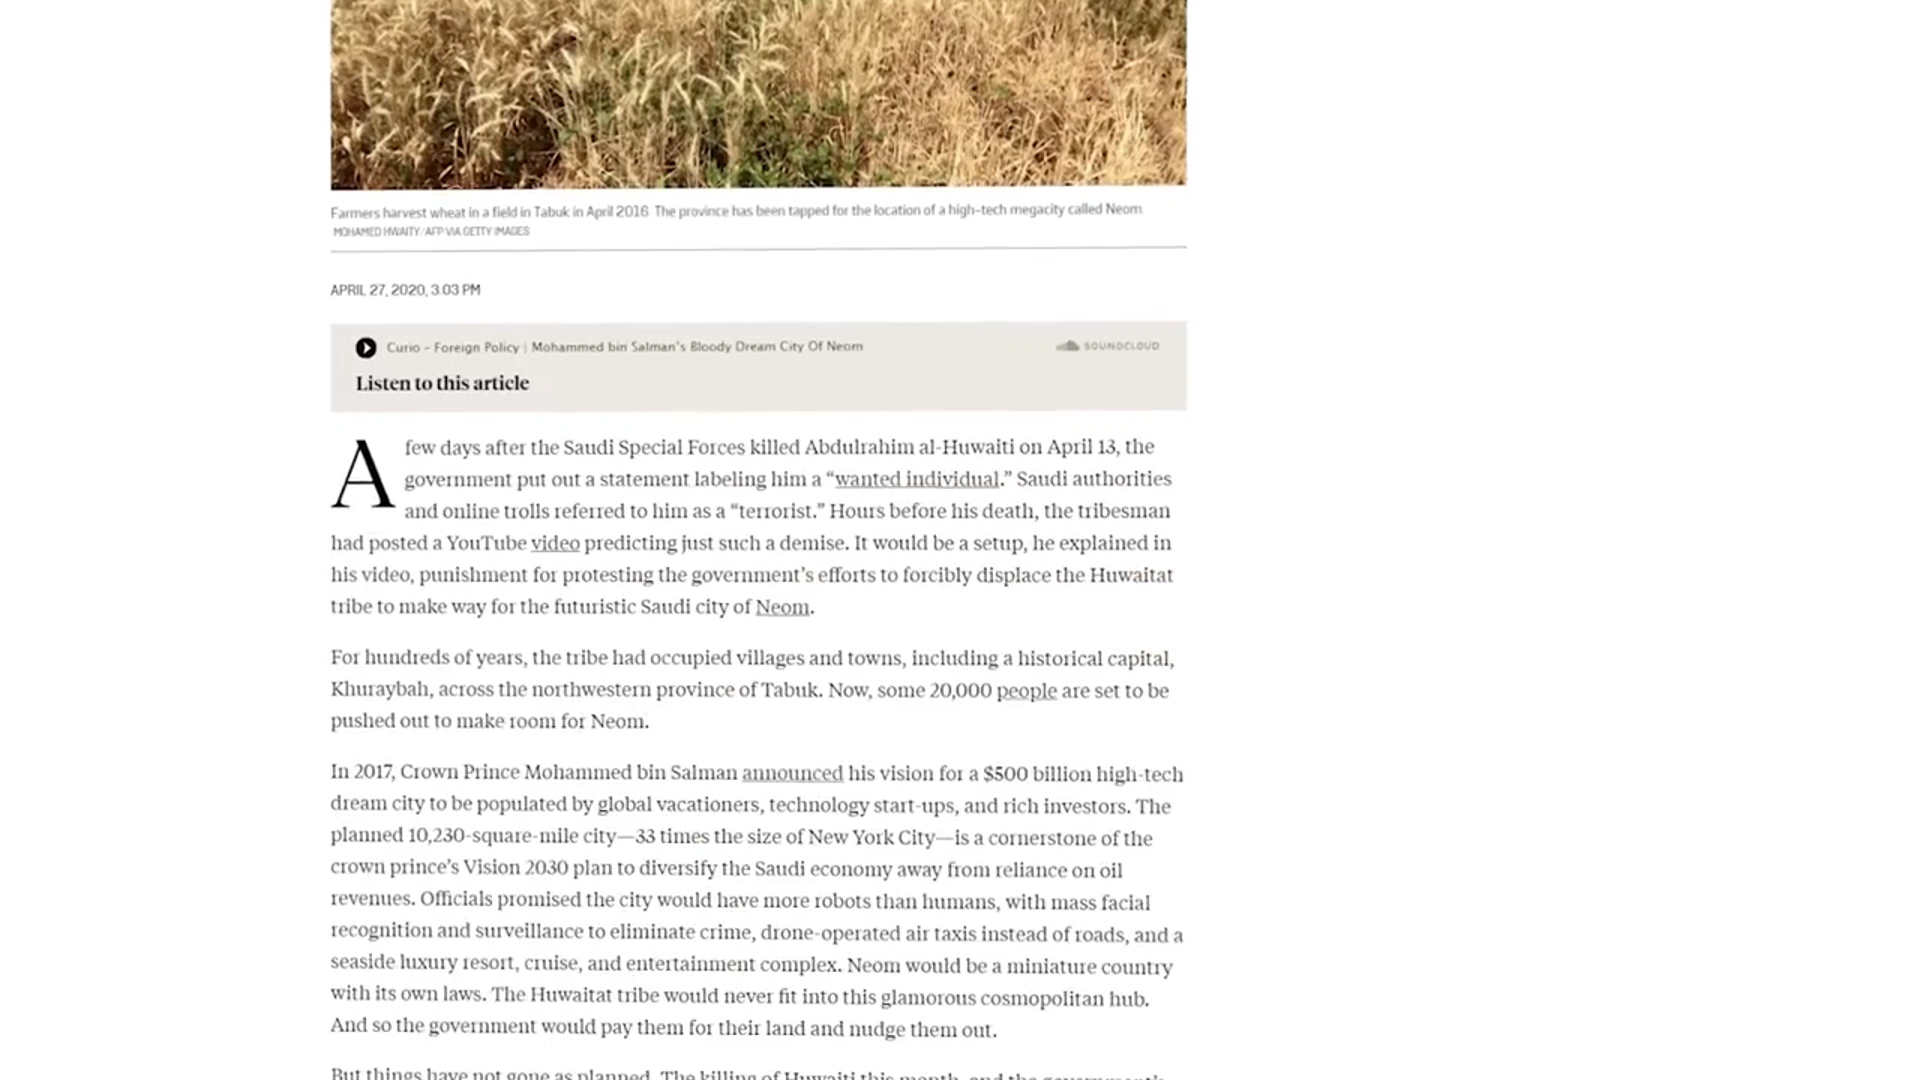 Farmers harvest wheat in a field in Tabuk in April 2016. The province has been tapped for the location of a high-tech megacity called Neom.
MOHAMED HWAITY/AFP VIA GETTY IMAGES
APRIL 27, 2020, 3:03 PM
Curio - Foreign Policy | Mohammed bin Salman's Bloody Dream City Of Neom
SOUNDCLOUD
Listen to this article
A few days after the Saudi Special Forces killed Abdulrahim al-Huwaiti on April 13, the
government put out a statement labeling him a “wanted individual.” Saudi authorities
and online trolls referred to him as a “terrorist.” Hours before his death, the tribesman
had posted a YouTube video predicting just such a demise. It would be a setup, he explained in
his video, punishment for protesting the government’s efforts to forcibly displace the Huwaitat
tribe to make way for the futuristic Saudi city of Neom.
For hundreds of years, the tribe had occupied villages and towns, including a historical capital,
Khuraybah, across the northwestern province of Tabuk. Now, some 20,000 people are set to be
pushed out to make room for Neom.
In 2017, Crown Prince Mohammed bin Salman announced his vision for a $500 billion high-tech
dream city to be populated by global vacationers, technology start-ups, and rich investors. The
planned 10,230-square-mile city—33 times the size of New York City—is a cornerstone of the
crown prince’s Vision 2030 plan to diversify the Saudi economy away from reliance on oil
revenues. Officials promised the city would have more robots than humans, with mass facial
recognition and surveillance to eliminate crime, drone-operated air taxis instead of roads, and a
seaside luxury resort, cruise, and entertainment complex. Neom would be a miniature country
with its own laws. The Huwaitat tribe would never fit into this glamorous cosmopolitan hub.
And so the government would pay them for their land and nudge them out.
But things have not gone as planned. The killing of Huwaiti this month, and the government’s